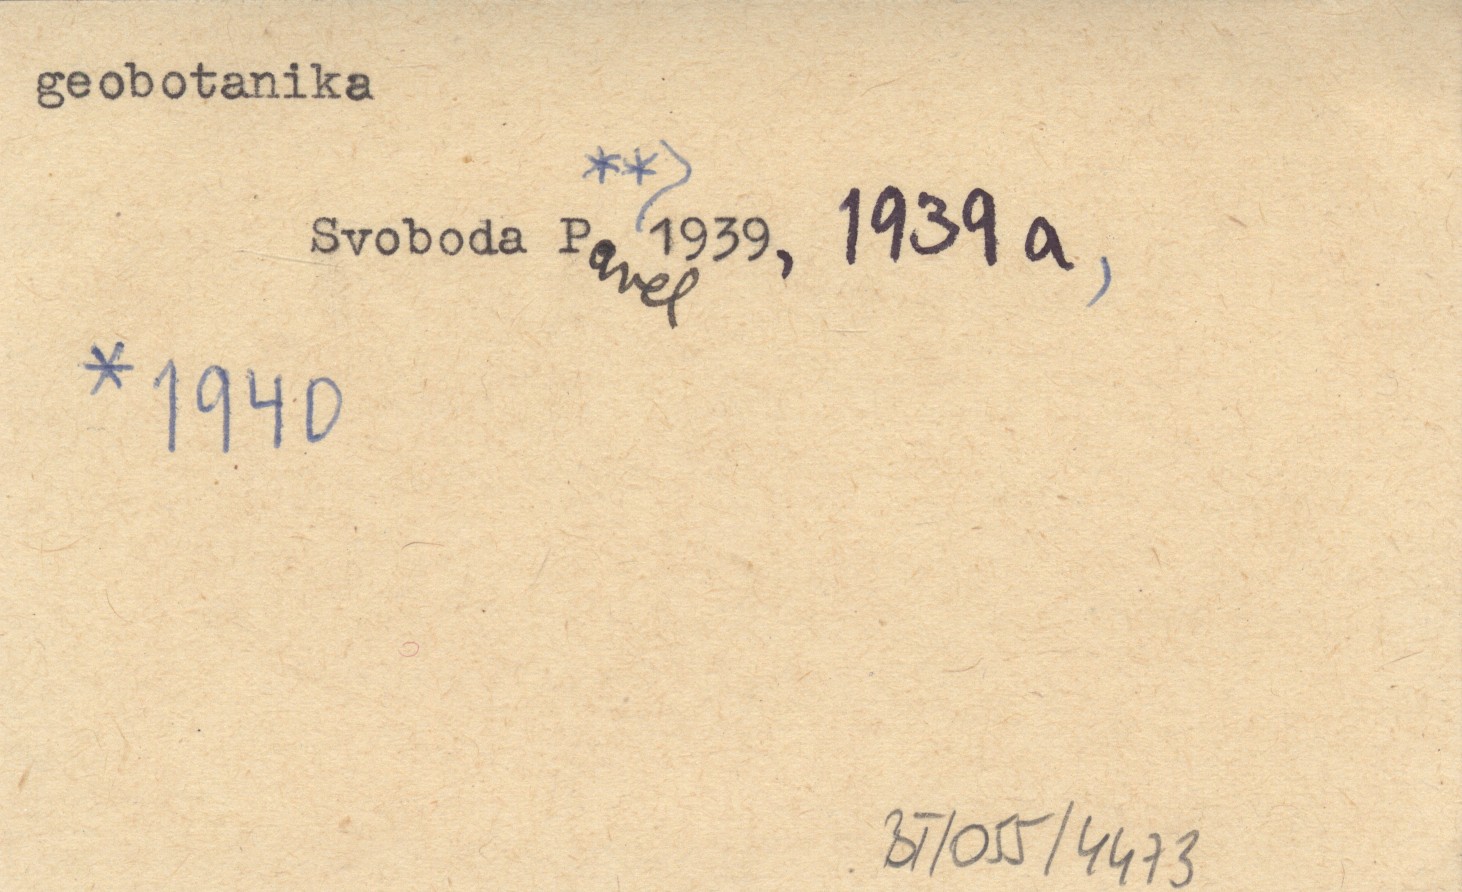 geobotanika
**)
Svoboda Pavel 1939, 1939 a,
* 1940
BT/055/4473